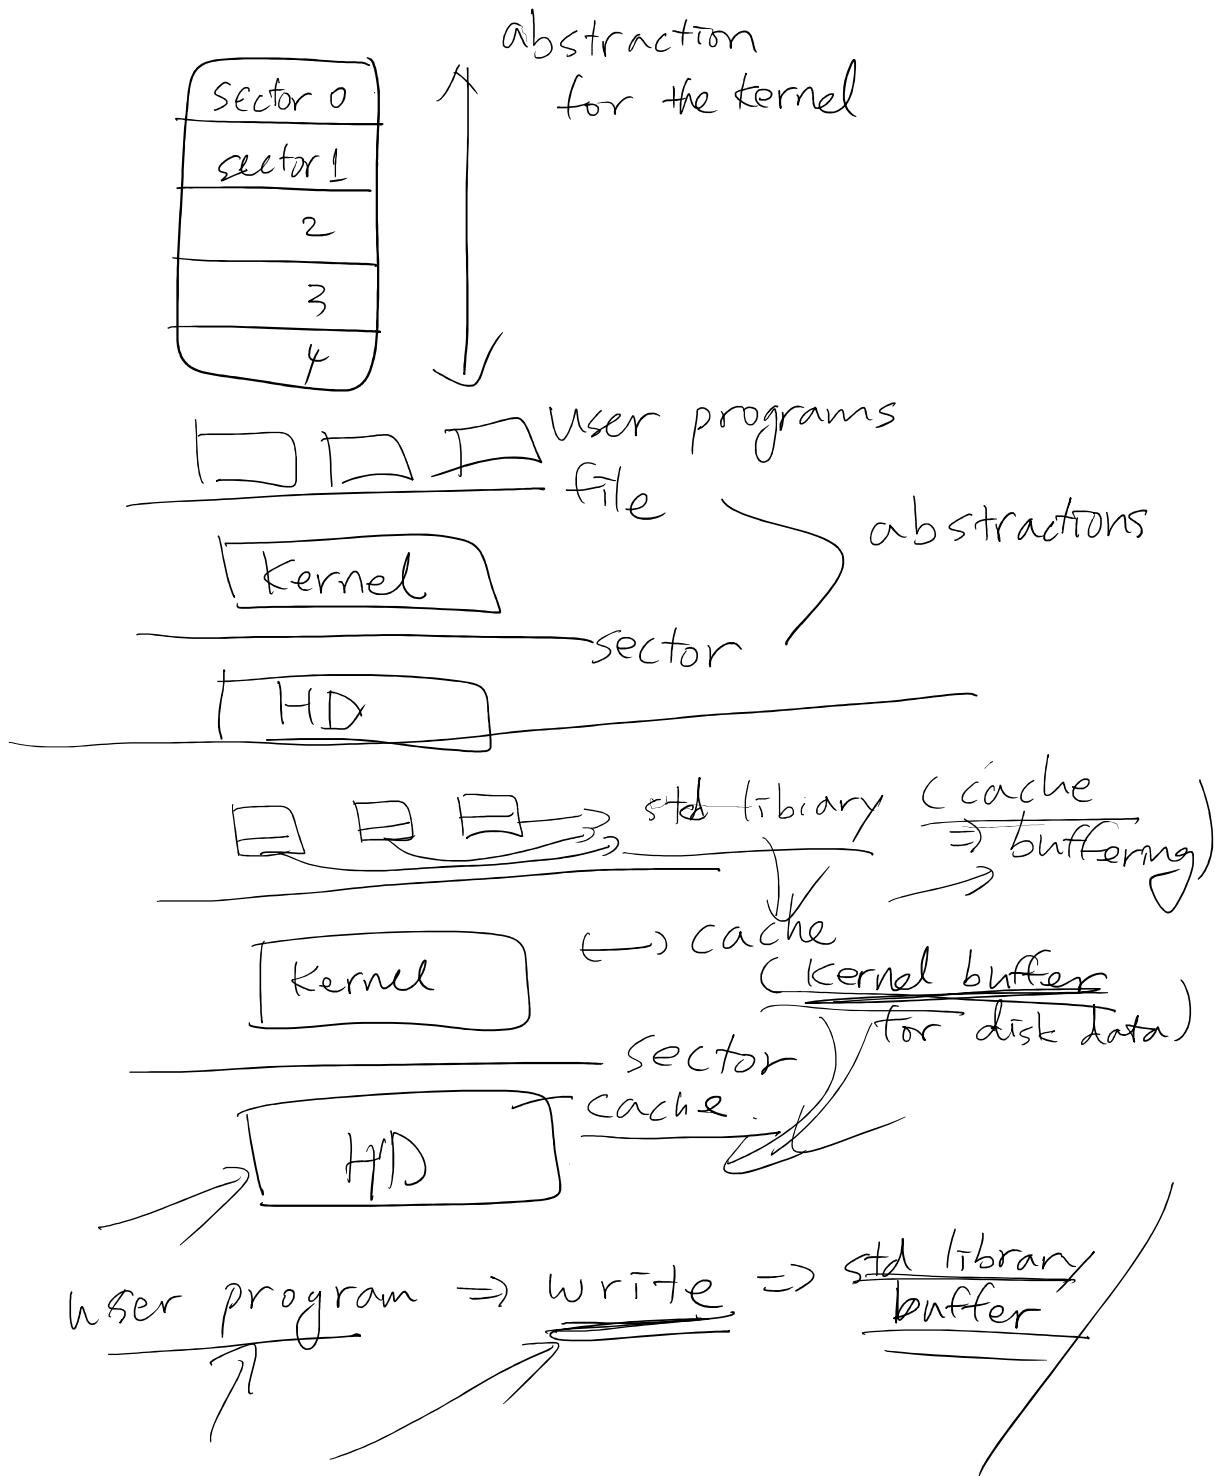 abstraction
for the kernel
sector 0
sector 1
2
3
4
user programs
file
abstractions
Kernel
sector
HD
std libiary (cache
=> buffering)
Kernel <-> cache
(Kernel buffer
for disk data)
sector
cache.
HD
user program => write => std library
buffer